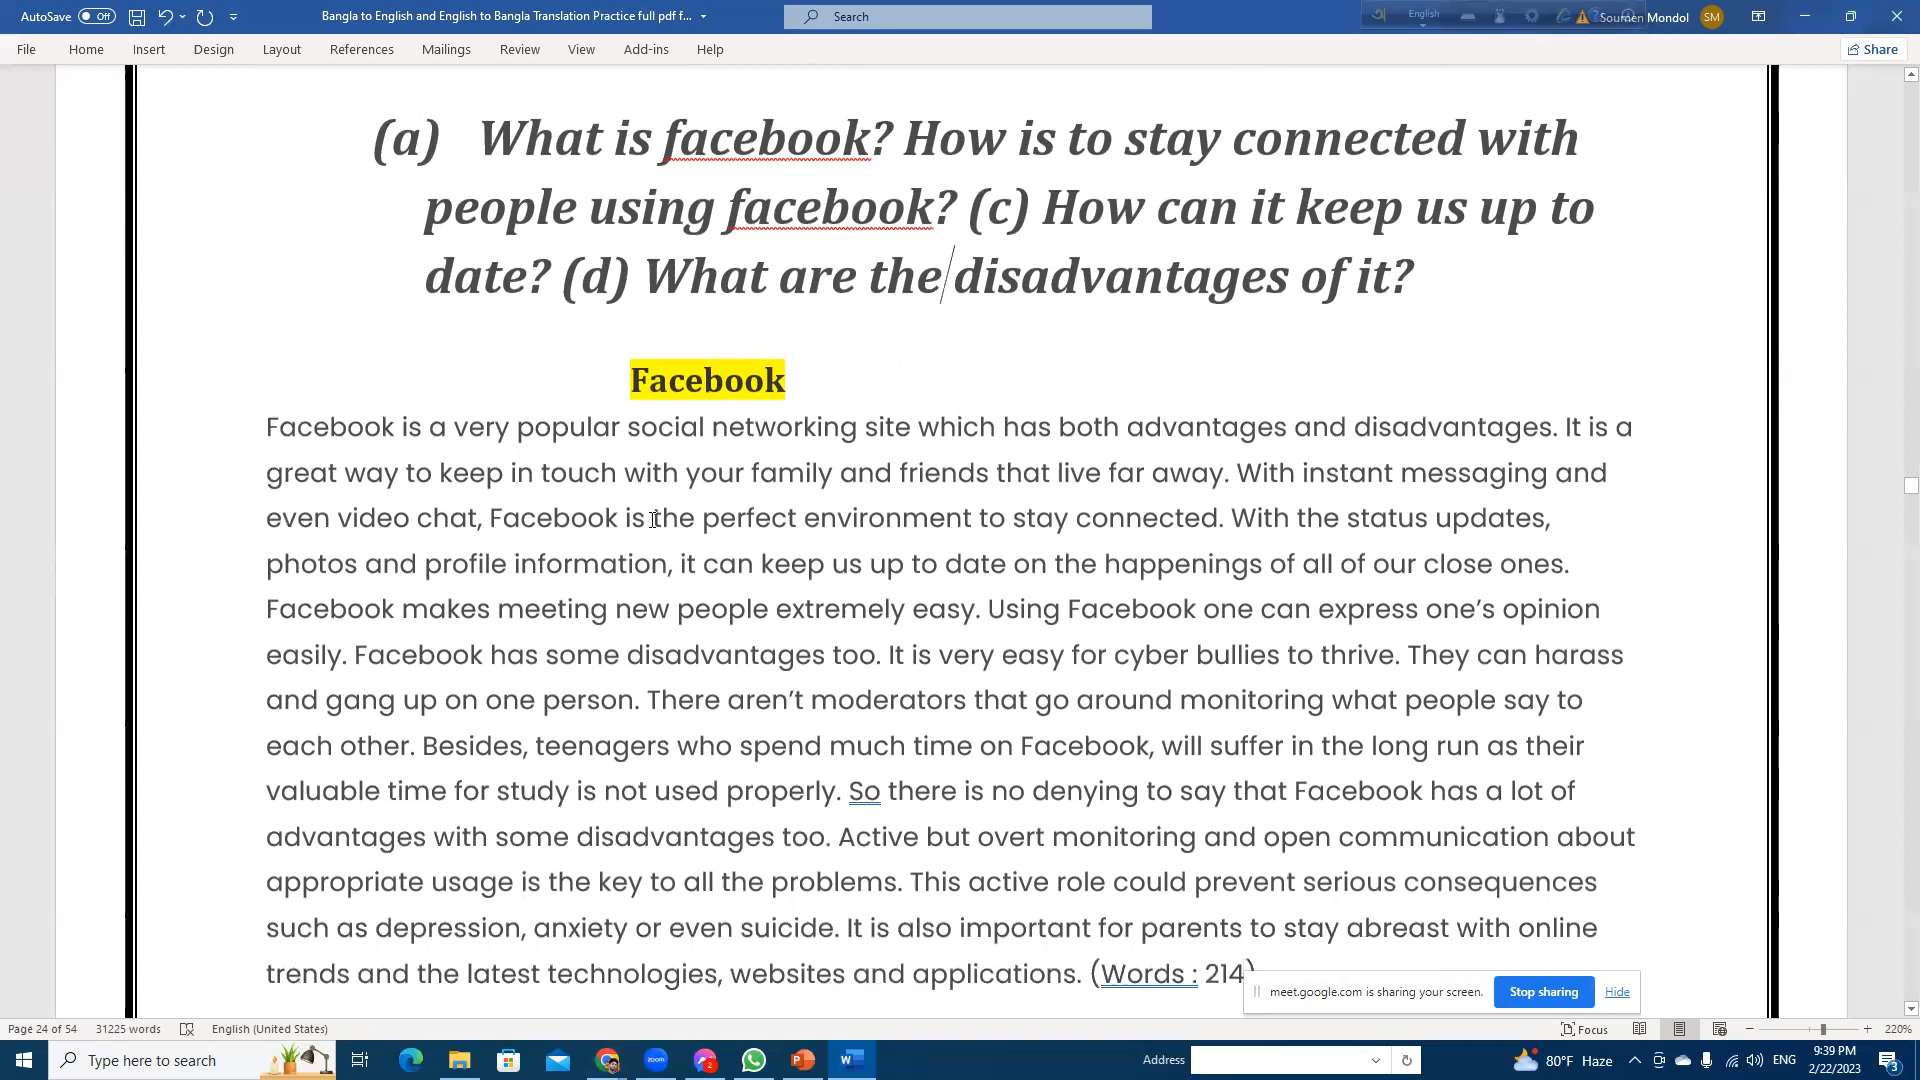 AutoSave Off Bangla to English and English to Bangla Translation Practice full pdf f... Search English Soumen Mondol SM
File Home Insert Design Layout References Mailings Review View Add-ins Help Share
(a) What is facebook? How is to stay connected with
people using facebook? (c) How can it keep us up to
date? (d) What are the disadvantages of it?
Facebook
Facebook is a very popular social networking site which has both advantages and disadvantages. It is a
great way to keep in touch with your family and friends that live far away. With instant messaging and
even video chat, Facebook is the perfect environment to stay connected. With the status updates,
photos and profile information, it can keep us up to date on the happenings of all of our close ones.
Facebook makes meeting new people extremely easy. Using Facebook one can express one’s opinion
easily. Facebook has some disadvantages too. It is very easy for cyber bullies to thrive. They can harass
and gang up on one person. There aren’t moderators that go around monitoring what people say to
each other. Besides, teenagers who spend much time on Facebook, will suffer in the long run as their
valuable time for study is not used properly. So there is no denying to say that Facebook has a lot of
advantages with some disadvantages too. Active but overt monitoring and open communication about
appropriate usage is the key to all the problems. This active role could prevent serious consequences
such as depression, anxiety or even suicide. It is also important for parents to stay abreast with online
trends and the latest technologies, websites and applications. (Words : 214)
meet.google.com is sharing your screen. Stop sharing Hide
Page 24 of 54 31225 words English (United States) Focus 220%
Type here to search zoom 2 Address 80°F Haze ENG 9:39 PM
2/22/2023 3